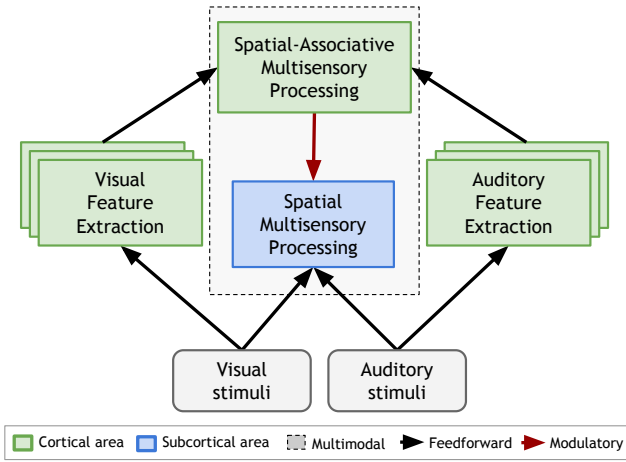 Spatial-Associative
Multisensory
Processing
Visual
Feature
Extraction
Spatial
Multisensory
Processing
Auditory
Feature
Extraction
Visual
stimuli
Auditory
stimuli
Cortical area
Subcortical area
Multimodal
Feedforward
Modulatory